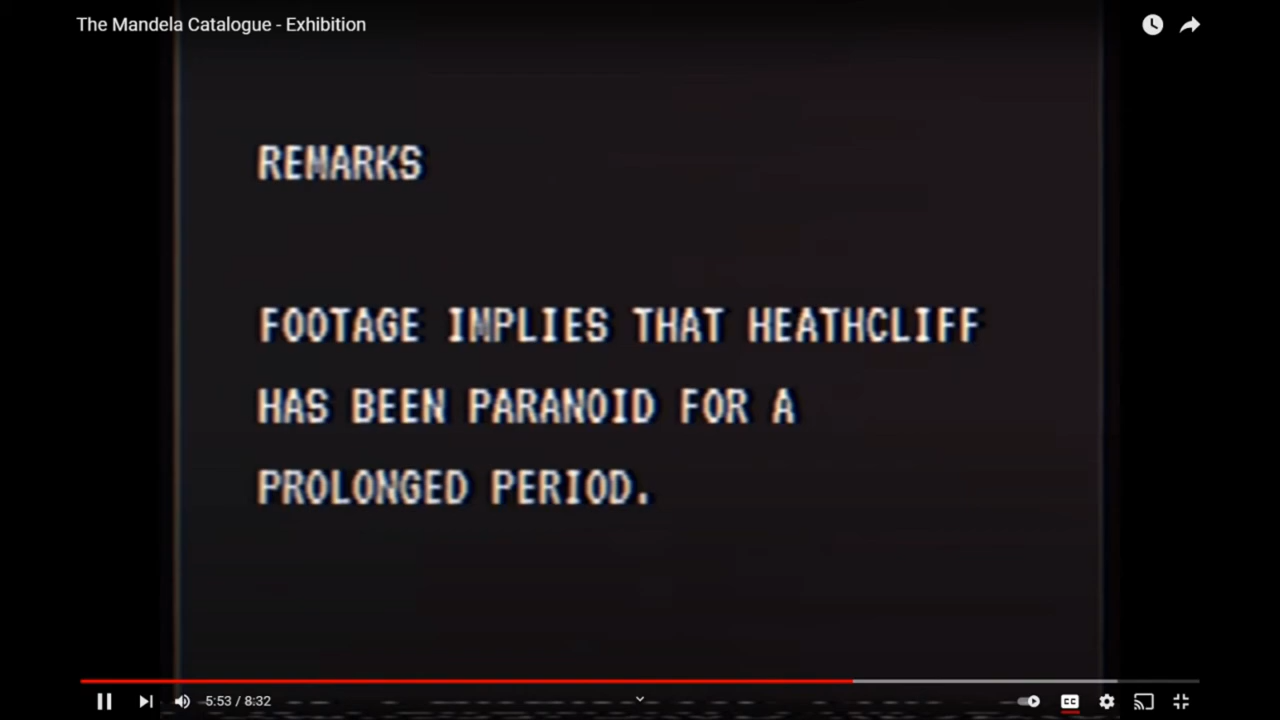 The Mandela Catalogue - Exhibition
REMARKS
FOOTAGE IMPLIES THAT HEATHCLIFF
HAS BEEN PARANOID FOR A
PROLONGED PERIOD.
5:53 / 8:32
CC